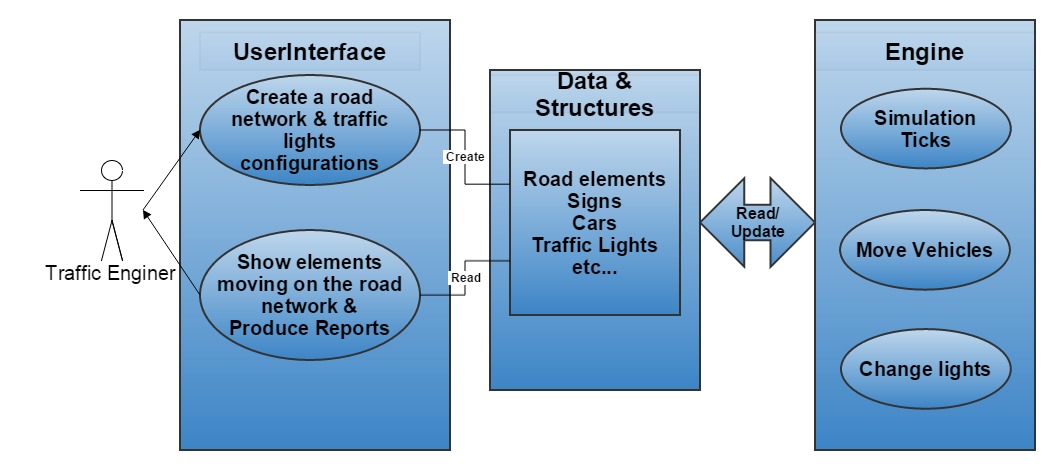 UserInterface
Create a road
network & traffic
lights
configurations
Create
Show elements
moving on the road
network &
Produce Reports
Read
Traffic Enginer
Data &
Structures
Road elements
Signs
Cars
Traffic Lights
etc...
Read/
Update
Engine
Simulation
Ticks
Move Vehicles
Change lights